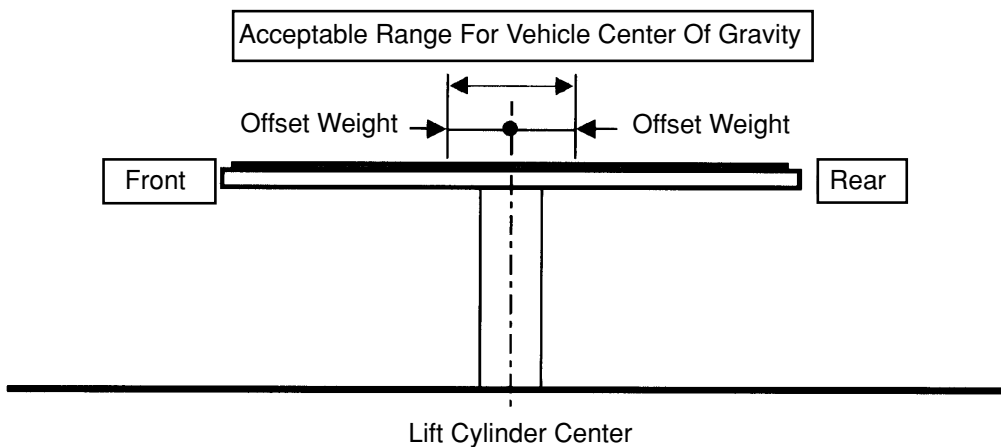 Acceptable Range For Vehicle Center Of Gravity
Offset Weight
Offset Weight
Front
Rear
Lift Cylinder Center